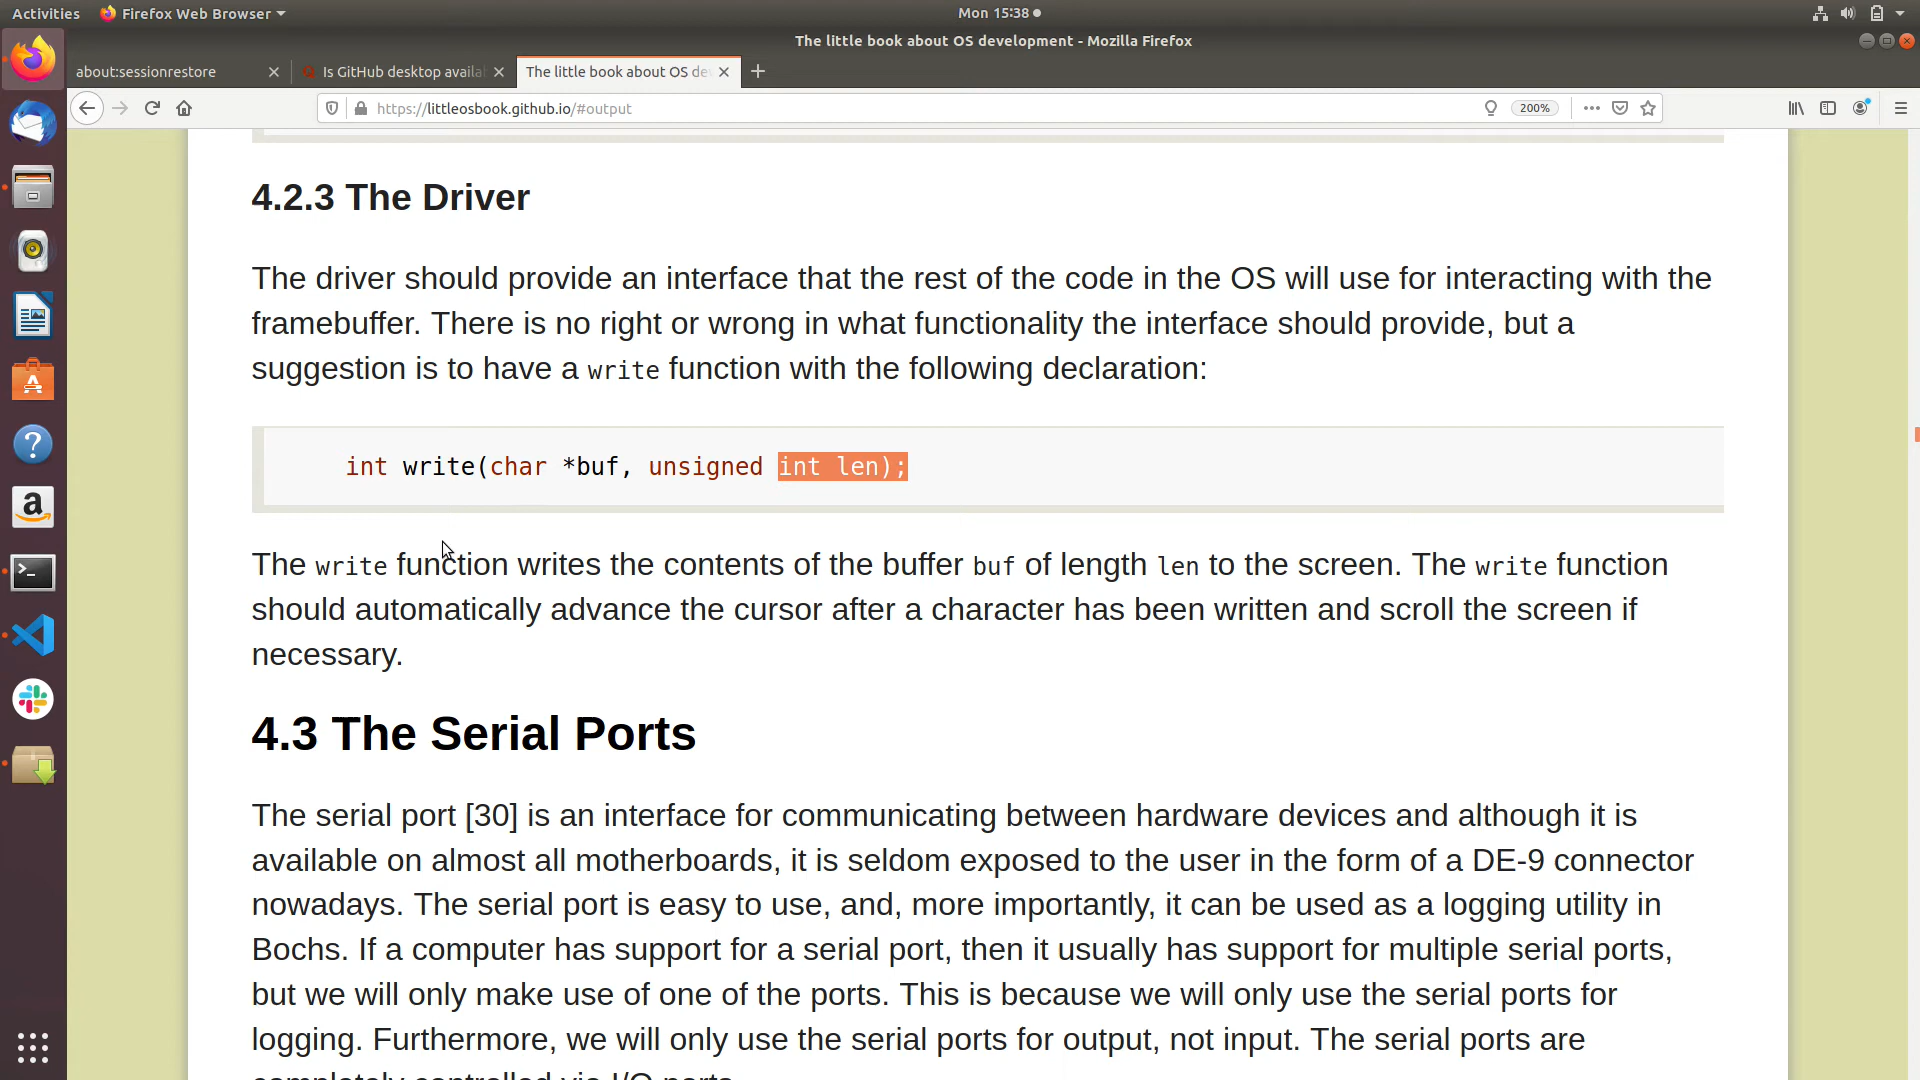 Activities
Firefox Web Browser
Mon 15:38
The little book about OS development - Mozilla Firefox
about:sessionrestore
Is GitHub desktop availa
The little book about OS de
https://littleosbook.github.io/#output
200%
4.2.3 The Driver
The driver should provide an interface that the rest of the code in the OS will use for interacting with the
framebuffer. There is no right or wrong in what functionality the interface should provide, but a
suggestion is to have a write function with the following declaration:
int write(char *buf, unsigned int len);
The write function writes the contents of the buffer buf of length len to the screen. The write function
should automatically advance the cursor after a character has been written and scroll the screen if
necessary.
4.3 The Serial Ports
The serial port [30] is an interface for communicating between hardware devices and although it is
available on almost all motherboards, it is seldom exposed to the user in the form of a DE-9 connector
nowadays. The serial port is easy to use, and, more importantly, it can be used as a logging utility in
Bochs. If a computer has support for a serial port, then it usually has support for multiple serial ports,
but we will only make use of one of the ports. This is because we will only use the serial ports for
logging. Furthermore, we will only use the serial ports for output, not input. The serial ports are
completely controlled via I/O ports.